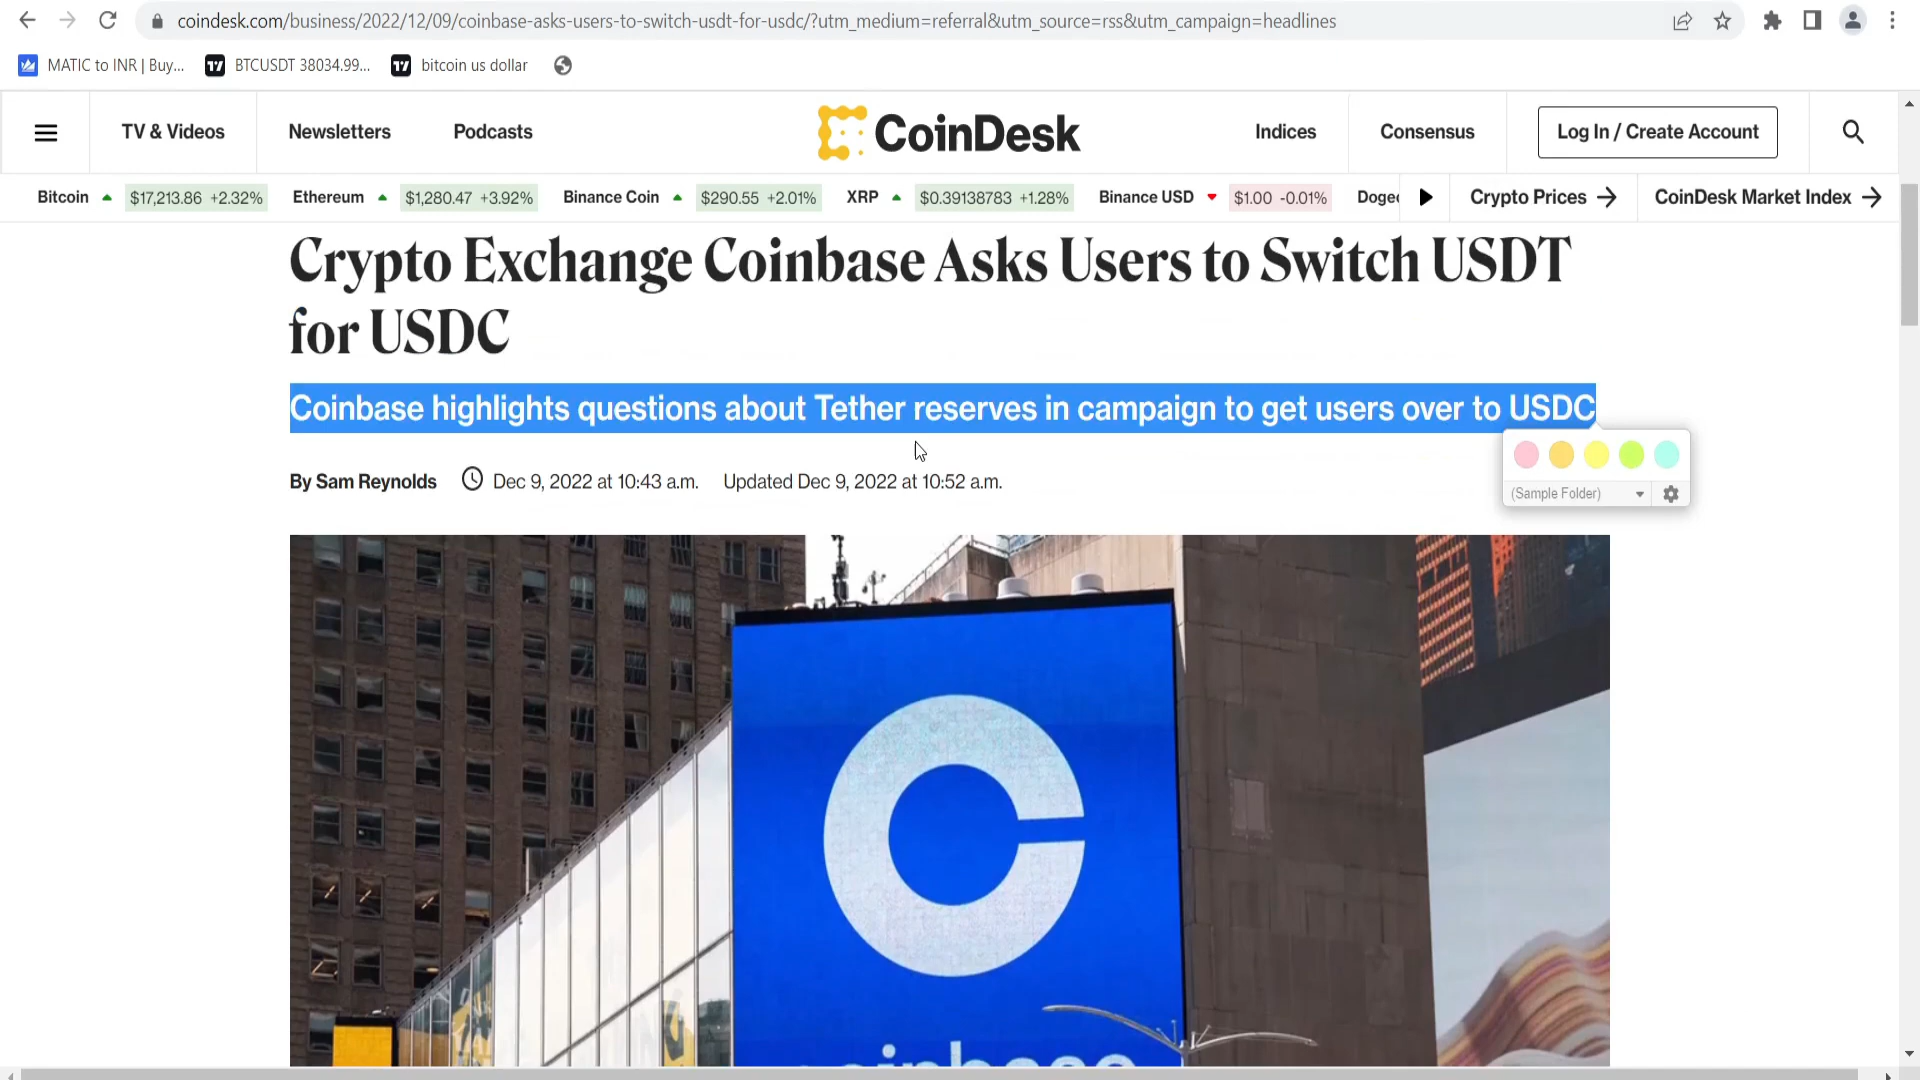 coindesk.com/business/2022/12/09/coinbase-asks-users-to-switch-usdt-for-usdc/?utm_medium=referral&utm_source=rss&utm_campaign=headlines
MATIC to INR | Buy... BTCUSDT 38034.99... bitcoin us dollar
TV & Videos Newsletters Podcasts CoinDesk Indices Consensus Log In / Create Account
Bitcoin $17,213.86 +2.32% Ethereum $1,280.47 +3.92% Binance Coin $290.55 +2.01% XRP $0.39138783 +1.28% Binance USD $1.00 -0.01% Dogec Crypto Prices → CoinDesk Market Index →
Crypto Exchange Coinbase Asks Users to Switch USDT
for USDC
Coinbase highlights questions about Tether reserves in campaign to get users over to USDC
(Sample Folder)
By Sam Reynolds Dec 9, 2022 at 10:43 a.m. Updated Dec 9, 2022 at 10:52 a.m.
coinbase